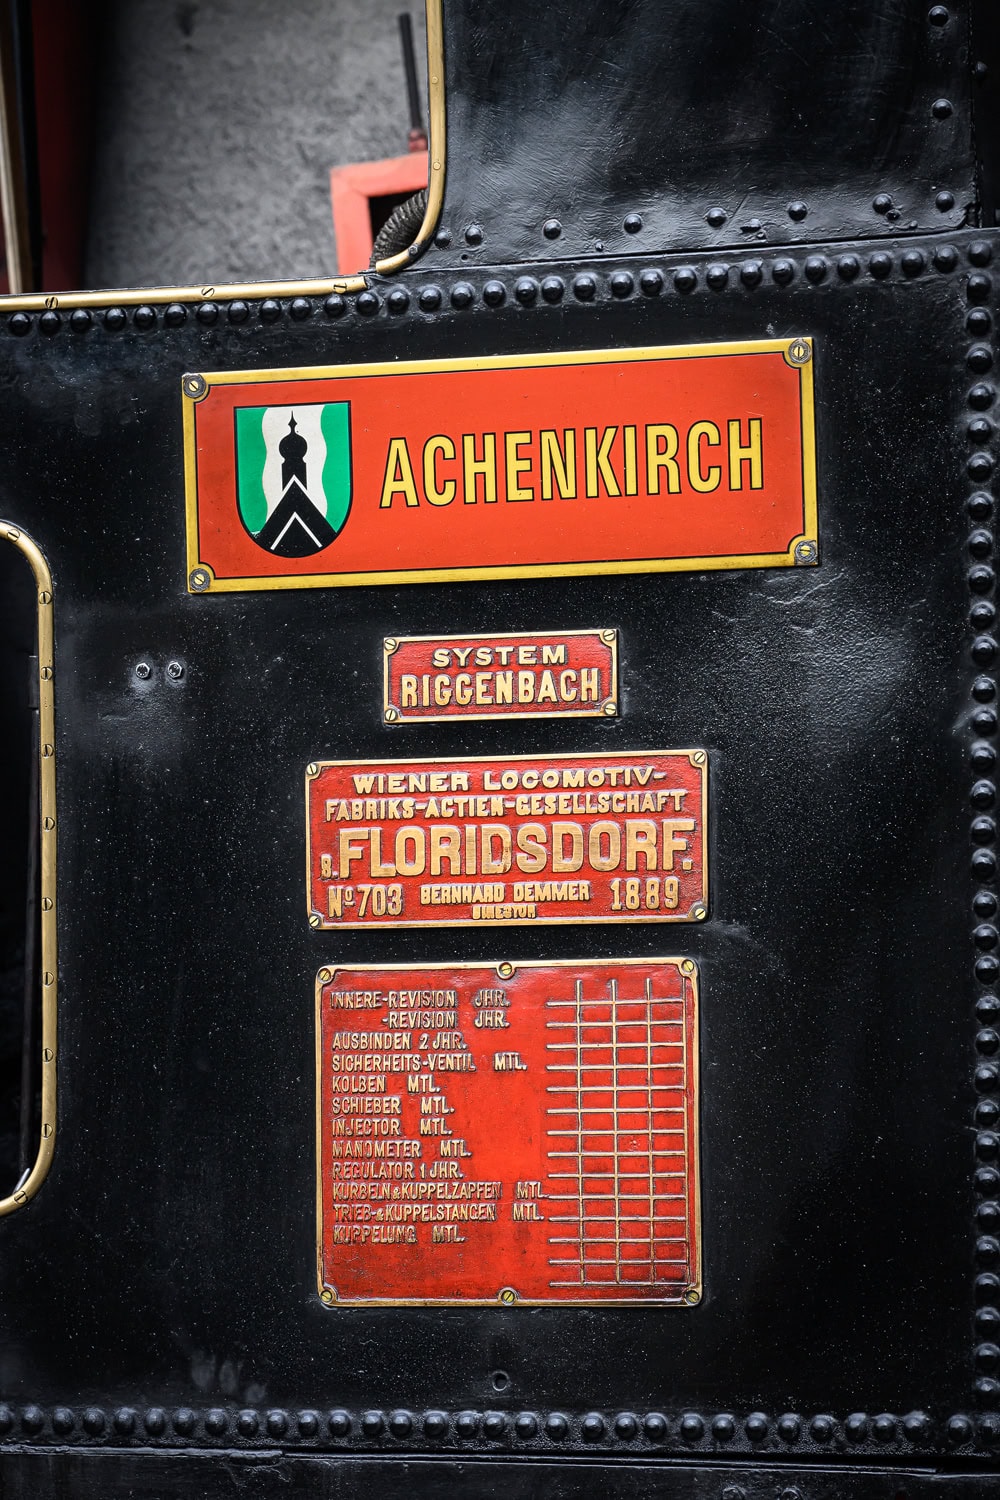 ACHENKIRCH
SYSTEM
RIGGENBACH
WIENER LOCOMOTIV-
FABRIKS-ACTIEN-GESELLSCHAFT
FLORIDSDORF.
Nº 703 BERNHARD DEMMER 1889
INNERE-REVISION JHR.
-REVISION JHR.
AUSBINDEN 2 JHR.
SICHERHEITS-VENTIL MTL.
KOLBEN MTL.
SCHIEBER MTL.
INJECTOR MTL.
MANOMETER MTL.
REGULATOR 1 JHR.
KURBELN & KUPPELZAPFEN MTL.
TRIEB- & KUPPELSTANGEN MTL.
KUPPELUNG MTL.